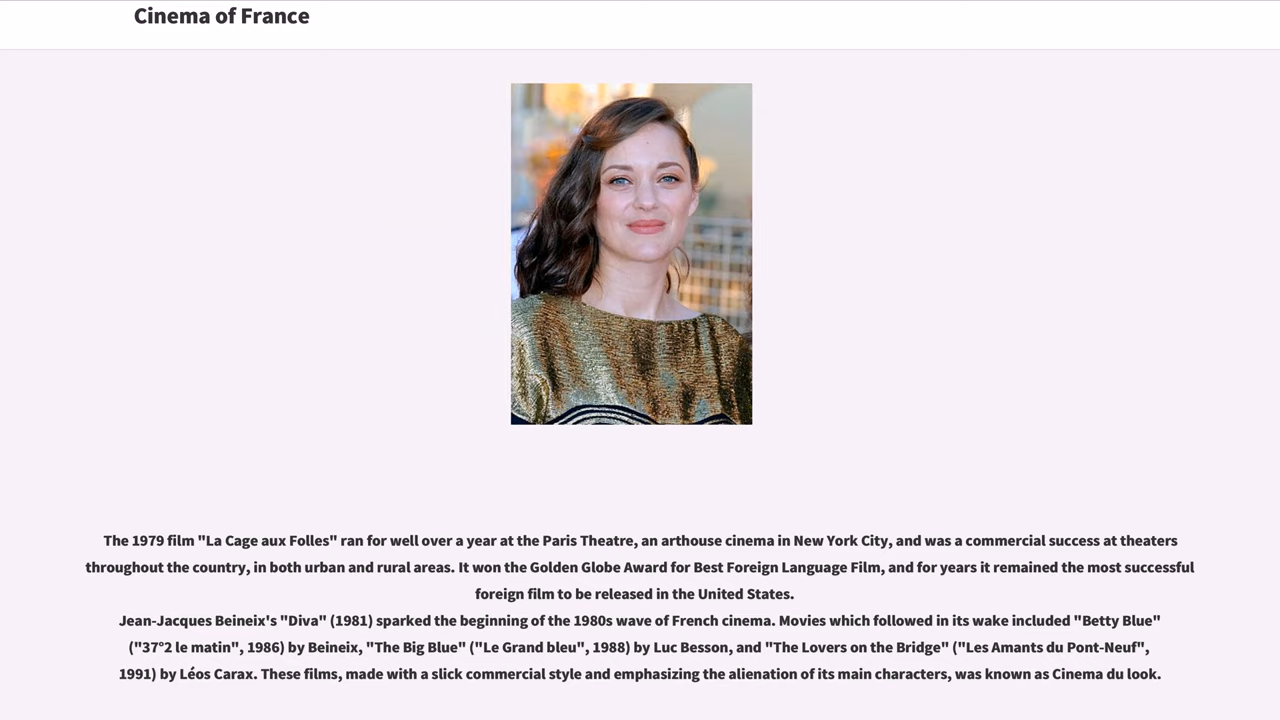 Cinema of France
The 1979 film "La Cage aux Folles" ran for well over a year at the Paris Theatre, an arthouse cinema in New York City, and was a commercial success at theaters
throughout the country, in both urban and rural areas. It won the Golden Globe Award for Best Foreign Language Film, and for years it remained the most successful
foreign film to be released in the United States.
Jean-Jacques Beineix's "Diva" (1981) sparked the beginning of the 1980s wave of French cinema. Movies which followed in its wake included "Betty Blue"
("37°2 le matin", 1986) by Beineix, "The Big Blue" ("Le Grand bleu", 1988) by Luc Besson, and "The Lovers on the Bridge" ("Les Amants du Pont-Neuf",
1991) by Léos Carax. These films, made with a slick commercial style and emphasizing the alienation of its main characters, was known as Cinema du look.